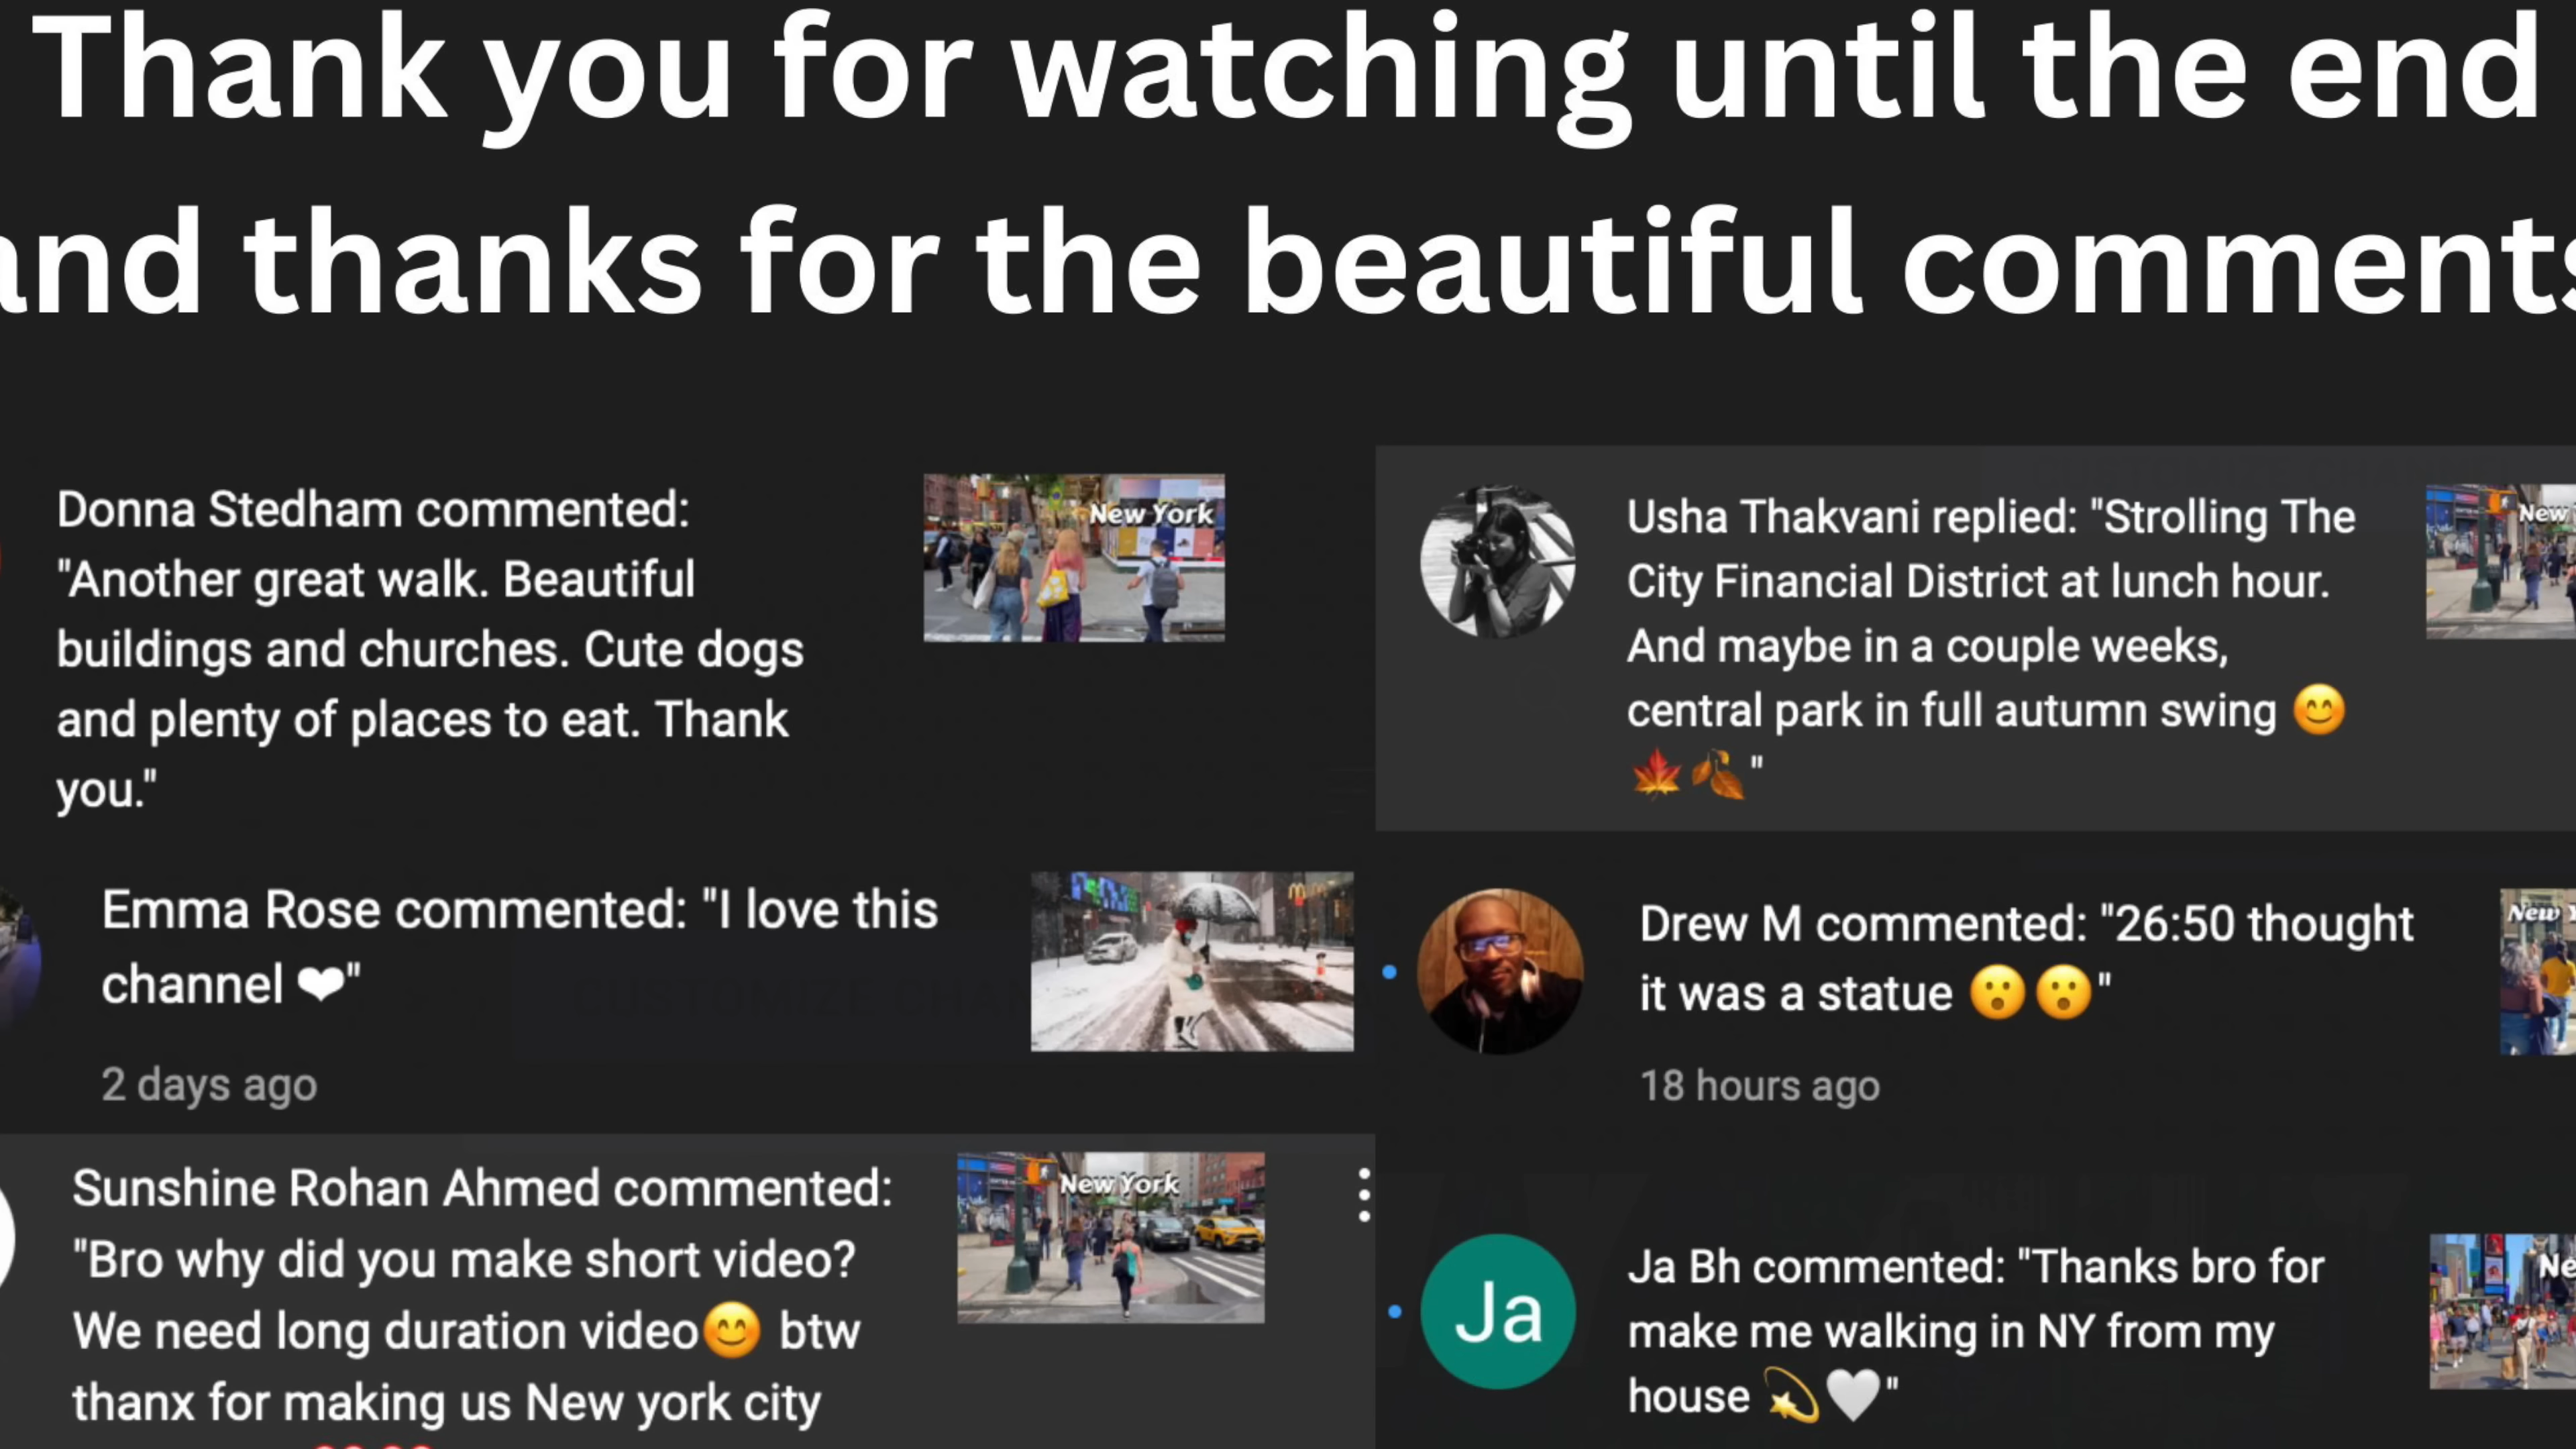 Thank you for watching until the end
and thanks for the beautiful comments
Donna Stedham commented:
"Another great walk. Beautiful
buildings and churches. Cute dogs
and plenty of places to eat. Thank
you."
New York
Usha Thakvani replied: "Strolling The
City Financial District at lunch hour.
And maybe in a couple weeks,
central park in full autumn swing 😊
🍁🍂"
New
Emma Rose commented: "I love this
channel ❤"
2 days ago
Drew M commented: "26:50 thought
it was a statue 😮😮"
18 hours ago
New
Sunshine Rohan Ahmed commented:
"Bro why did you make short video?
We need long duration video😊 btw
thanx for making us New york city
New York
Ja
Ja Bh commented: "Thanks bro for
make me walking in NY from my
house 💫🤍"
Ne